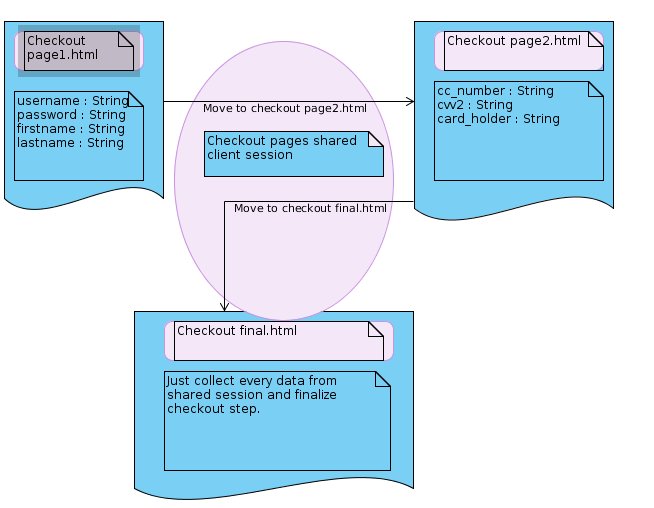 Checkout
page1.html
username : String
password : String
firstname : String
lastname : String
Move to checkout page2.html
Checkout page2.html
cc_number : String
cvv2 : String
card_holder : String
Checkout pages shared
client session
Move to checkout final.html
Checkout final.html
Just collect every data from
shared session and finalize
checkout step.